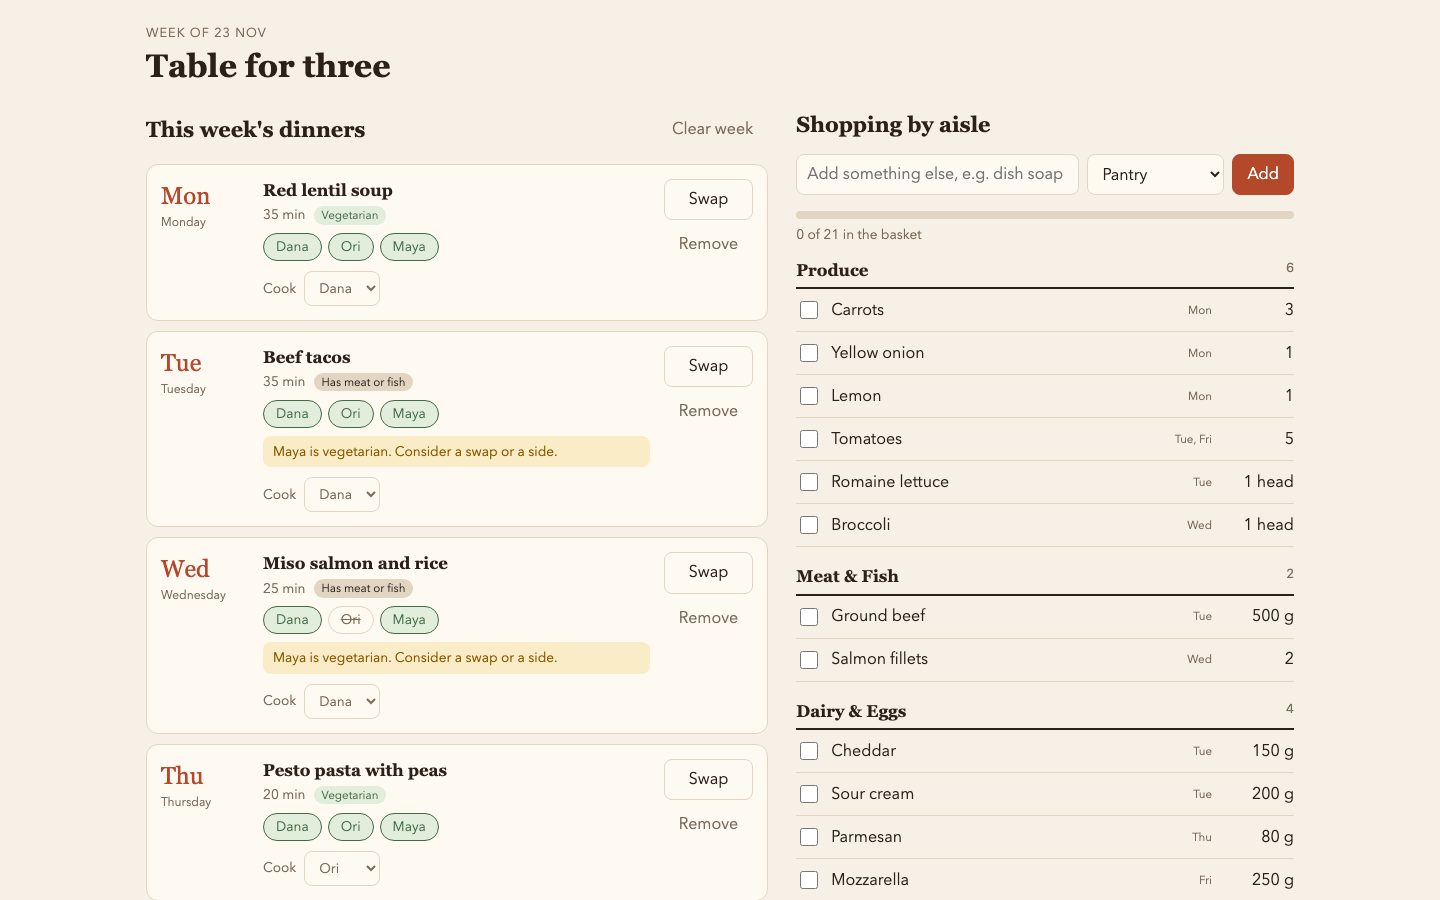 WEEK OF 23 NOV
Table for three
This week's dinners
Clear week
Mon
Monday
Red lentil soup
35 min Vegetarian
Dana Ori Maya
Cook Dana
Swap
Remove
Tue
Tuesday
Beef tacos
35 min Has meat or fish
Dana Ori Maya
Maya is vegetarian. Consider a swap or a side.
Cook Dana
Swap
Remove
Wed
Wednesday
Miso salmon and rice
25 min Has meat or fish
Dana Ori Maya
Maya is vegetarian. Consider a swap or a side.
Cook Dana
Swap
Remove
Thu
Thursday
Pesto pasta with peas
20 min Vegetarian
Dana Ori Maya
Cook Ori
Swap
Remove
Shopping by aisle
Add something else, e.g. dish soap Pantry Add
0 of 21 in the basket
Produce 6
Carrots Mon 3
Yellow onion Mon 1
Lemon Mon 1
Tomatoes Tue, Fri 5
Romaine lettuce Tue 1 head
Broccoli Wed 1 head
Meat & Fish 2
Ground beef Tue 500 g
Salmon fillets Wed 2
Dairy & Eggs 4
Cheddar Tue 150 g
Sour cream Tue 200 g
Parmesan Thu 80 g
Mozzarella Fri 250 g